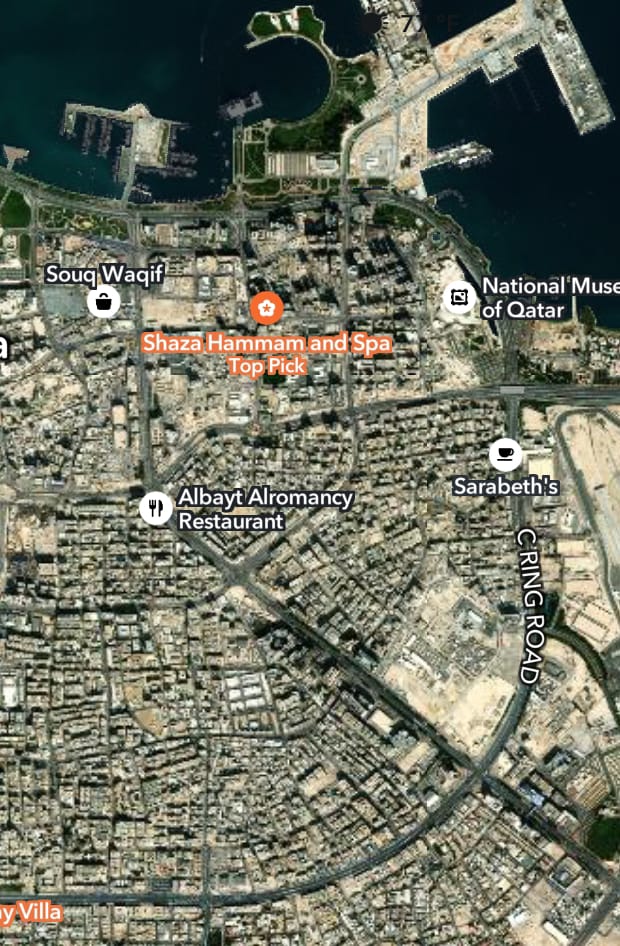 Souq Waqif
National Muse
of Qatar
a
Shaza Hammam and Spa
Top Pick
Sarabeth's
Albayt Alromancy
Restaurant
C RING ROAD
ay Villa